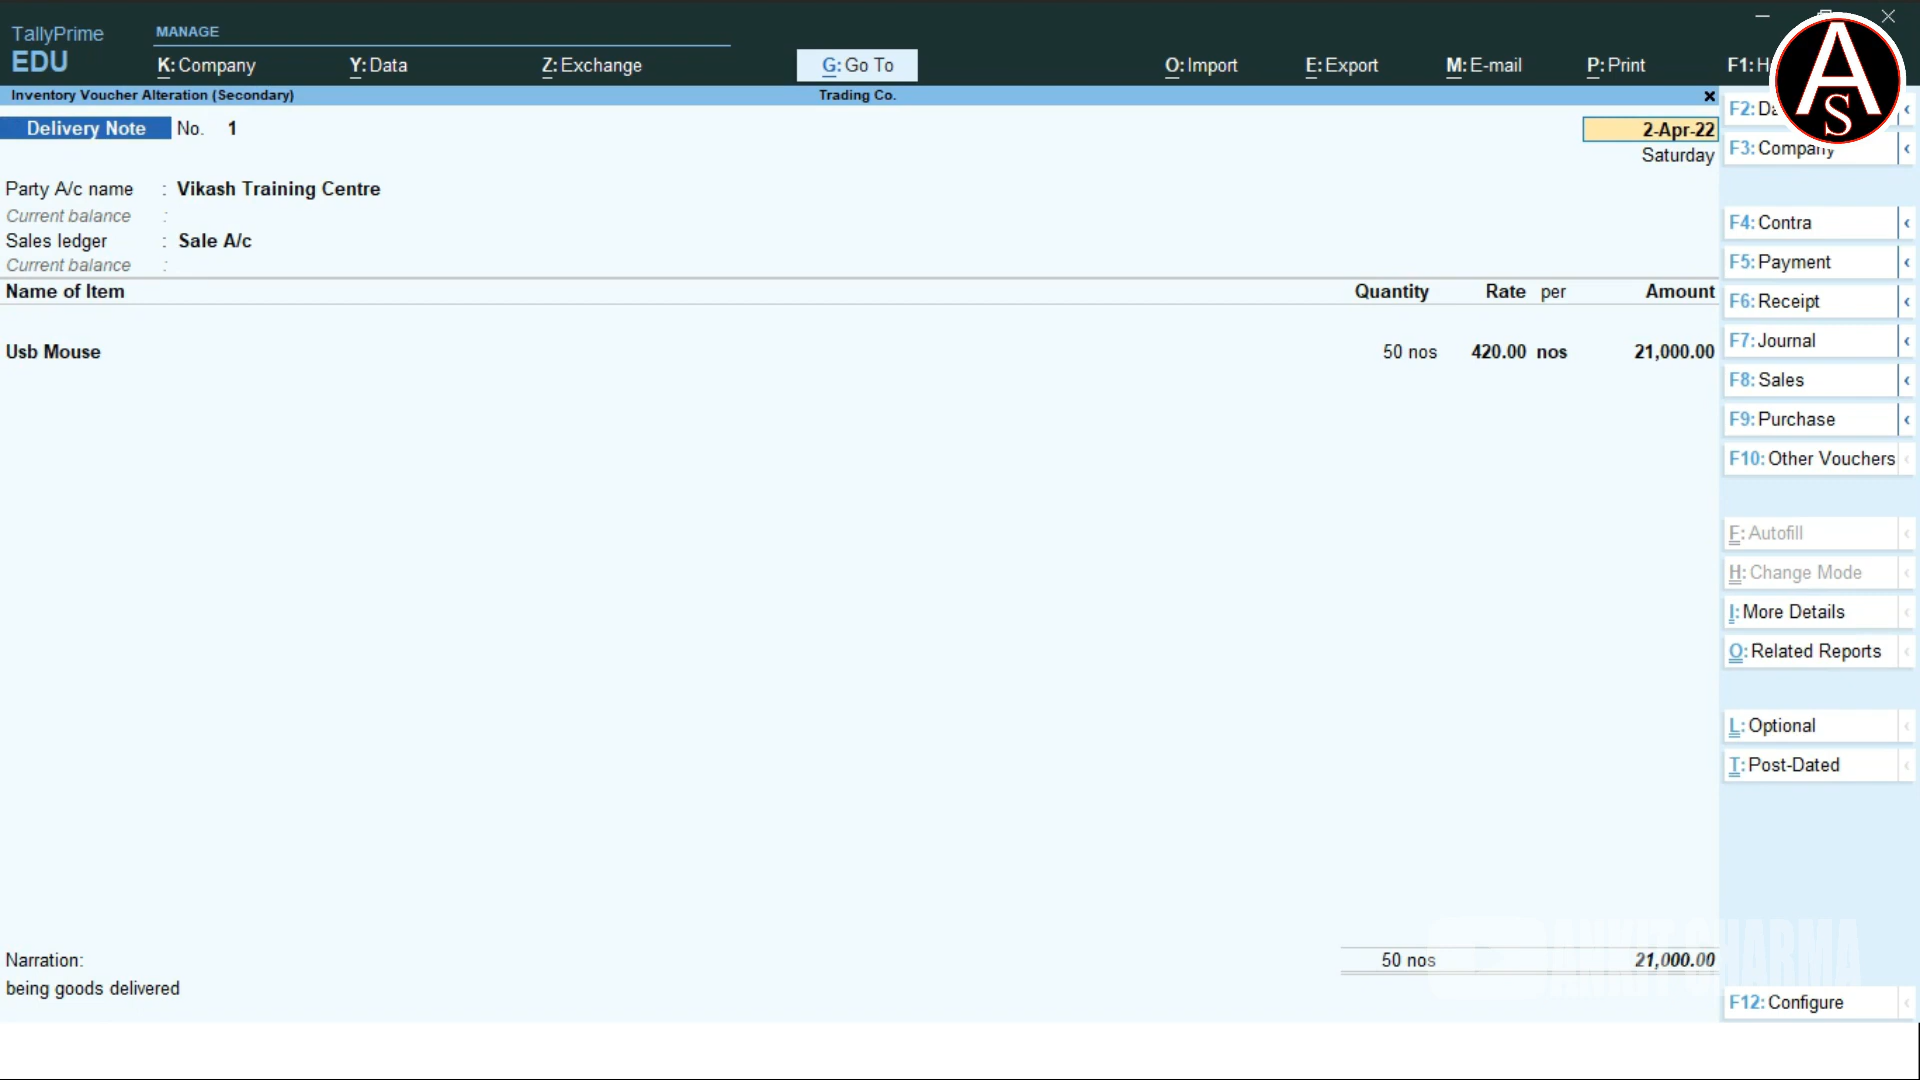 TallyPrime
EDU
MANAGE
K: Company Y: Data Z: Exchange G: Go To O: Import E: Export M: E-mail P: Print F1:
Inventory Voucher Alteration (Secondary) Trading Co.
Delivery Note No. 1 2-Apr-22
Saturday
Party A/c name : Vikash Training Centre
Current balance :
Sales ledger : Sale A/c
Current balance :
Name of Item Quantity Rate per Amount
Usb Mouse 50 nos 420.00 nos 21,000.00
Narration: 50 nos 21,000.00
being goods delivered
AS
F2:
F3: Company
F4: Contra
F5: Payment
F6: Receipt
F7: Journal
F8: Sales
F9: Purchase
F10: Other Vouchers
F: Autofill
H: Change Mode
I: More Details
O: Related Reports
L: Optional
T: Post-Dated
ANKIT SHARMA
F12: Configure